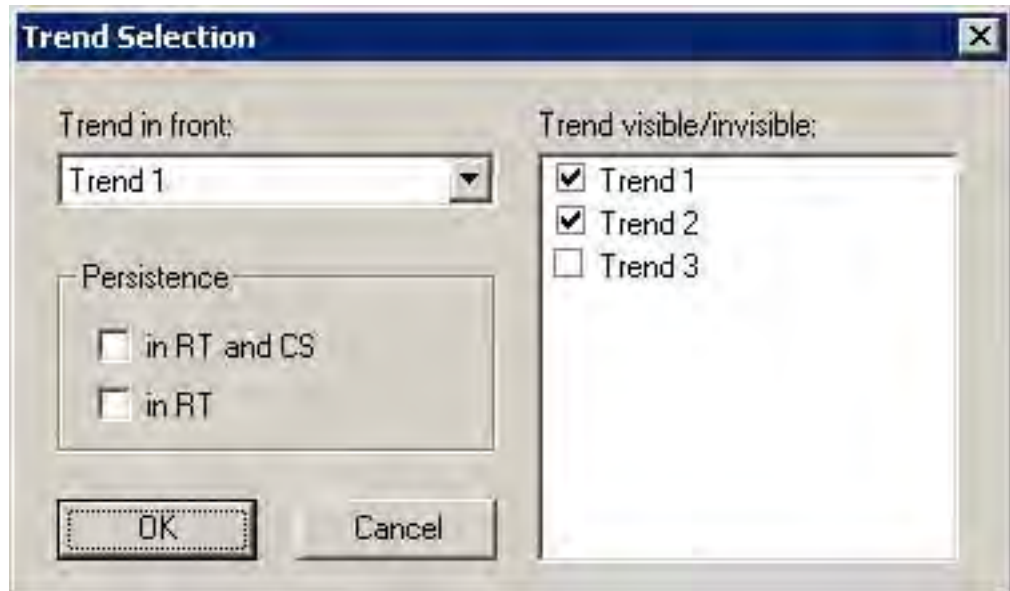 Trend Selection
Trend in front:
Trend 1
Persistence
in RT and CS
in RT
OK
Cancel
Trend visible/invisible:
Trend 1
Trend 2
Trend 3